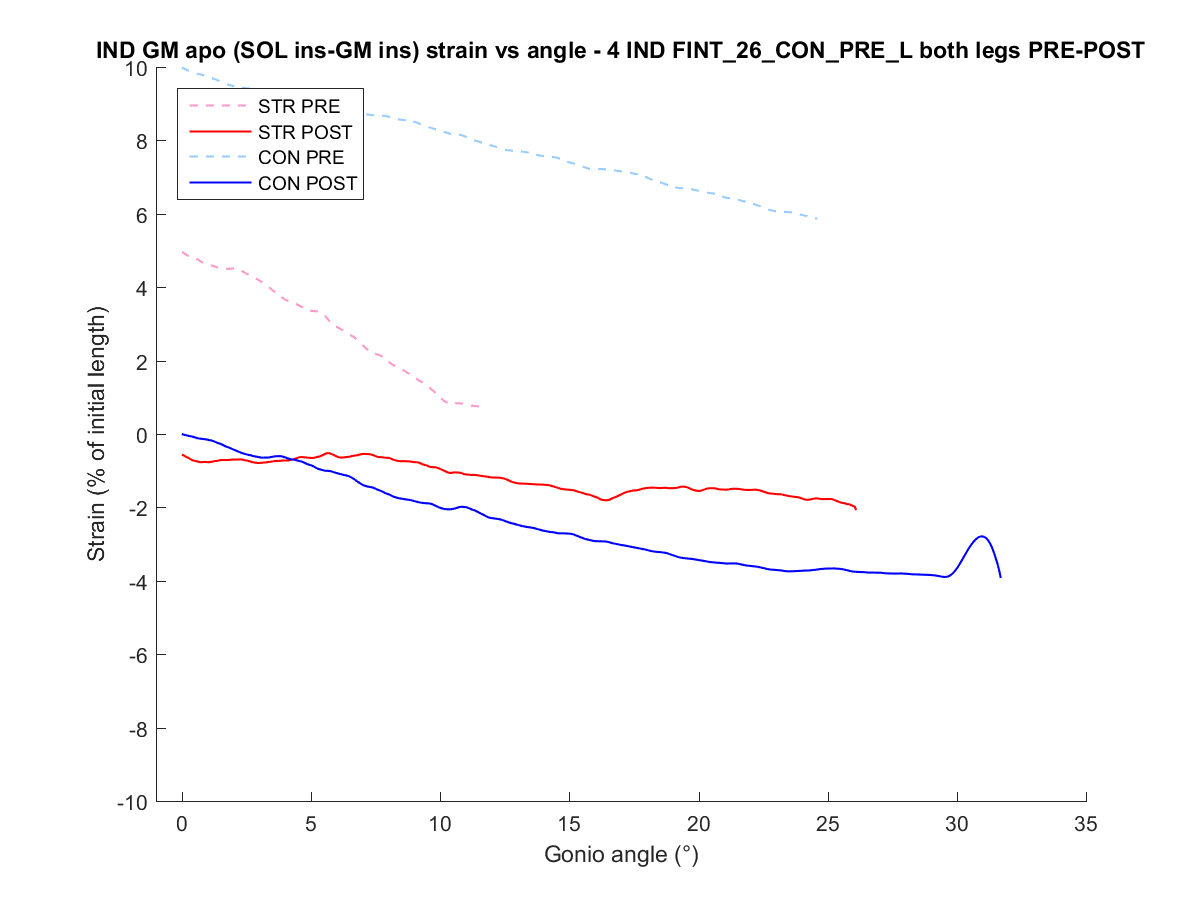 IND GM apo (SOL ins-GM ins) strain vs angle - 4 IND FINT_26_CON_PRE_L both legs PRE-POST
10
8
6
4
2
0
-2
-4
-6
-8
-10
Strain (% of initial length)
STR PRE
STR POST
CON PRE
CON POST
0 5 10 15 20 25 30 35
Gonio angle (°)